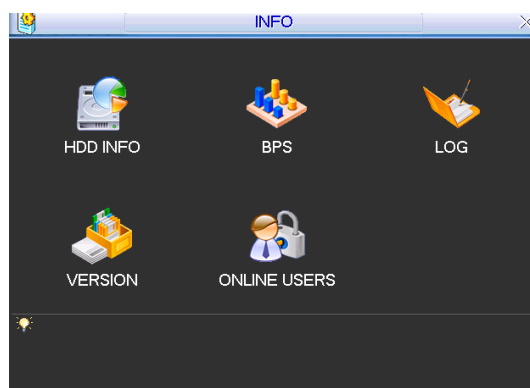 INFO
HDD INFO
BPS
LOG
VERSION
ONLINE USERS